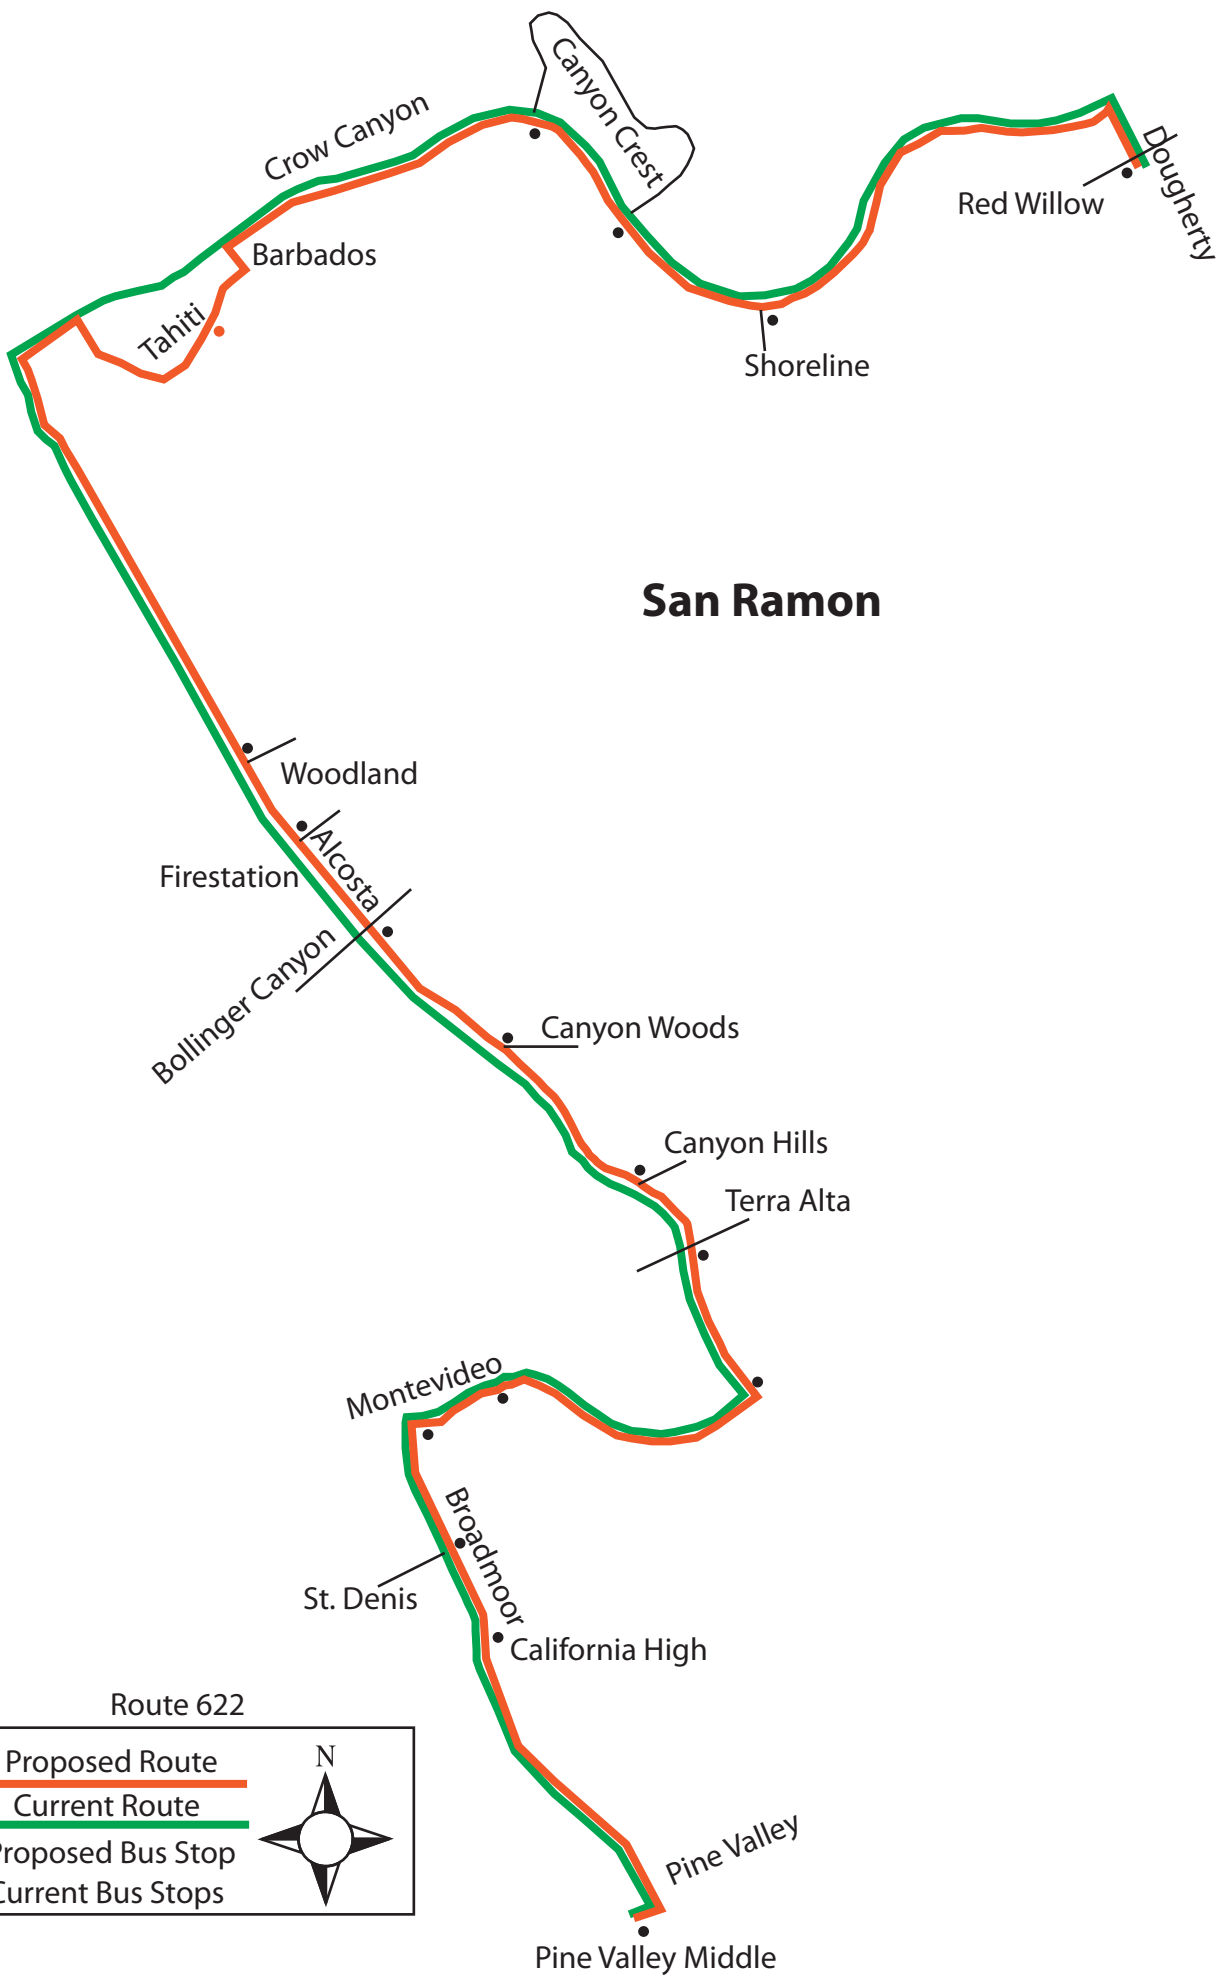 Canyon Crest
Crow Canyon
Dougherty
Red Willow
Barbados
Tahiti
Shoreline
San Ramon
Woodland
Alcosta
Firestation
Bollinger Canyon
Canyon Woods
Canyon Hills
Terra Alta
Montevideo
Broadmoor
St. Denis
California High
Route 622
Proposed Route
N
Current Route
Proposed Bus Stop
Current Bus Stops
Pine Valley
Pine Valley Middle